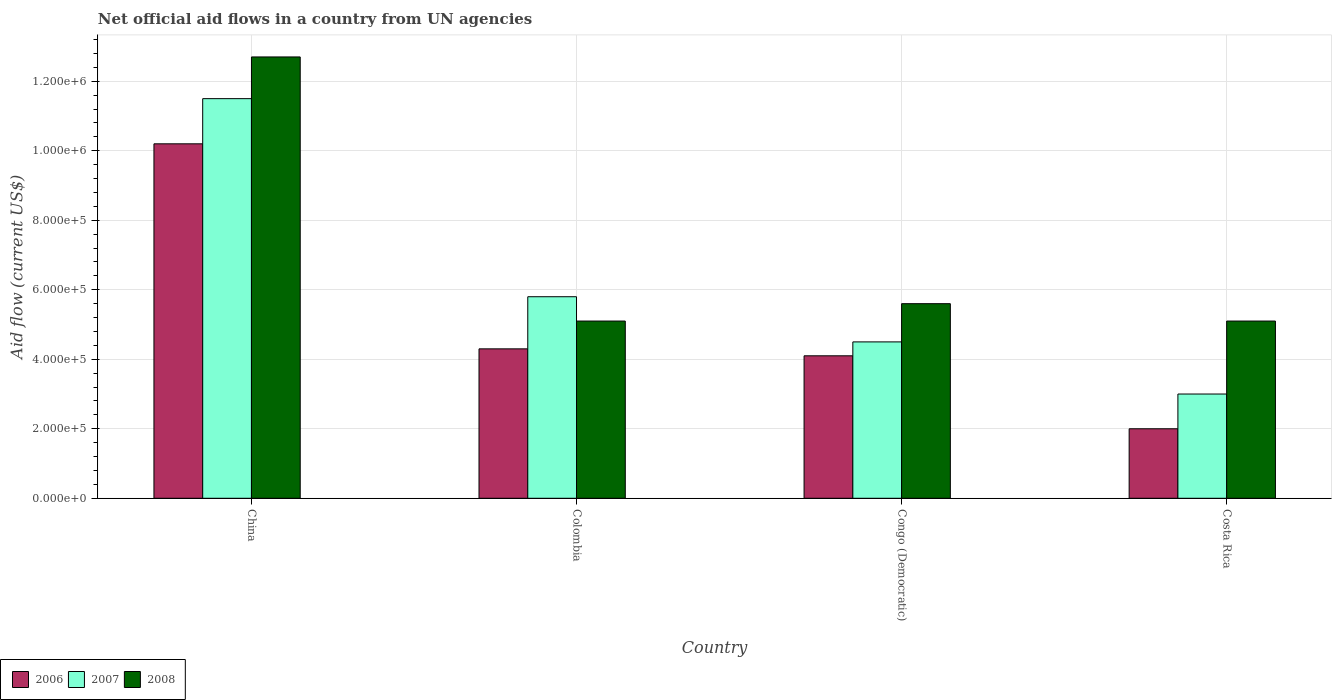 Net official aid flows in a country from UN agencies
Aid flow (current US$)
1.200e+6
1.000e+6
8.000e+5
6.000e+5
4.000e+5
2.000e+5
0.000e+0
China
Colombia
Congo (Democratic)
Costa Rica
Country
2006
2007
2008